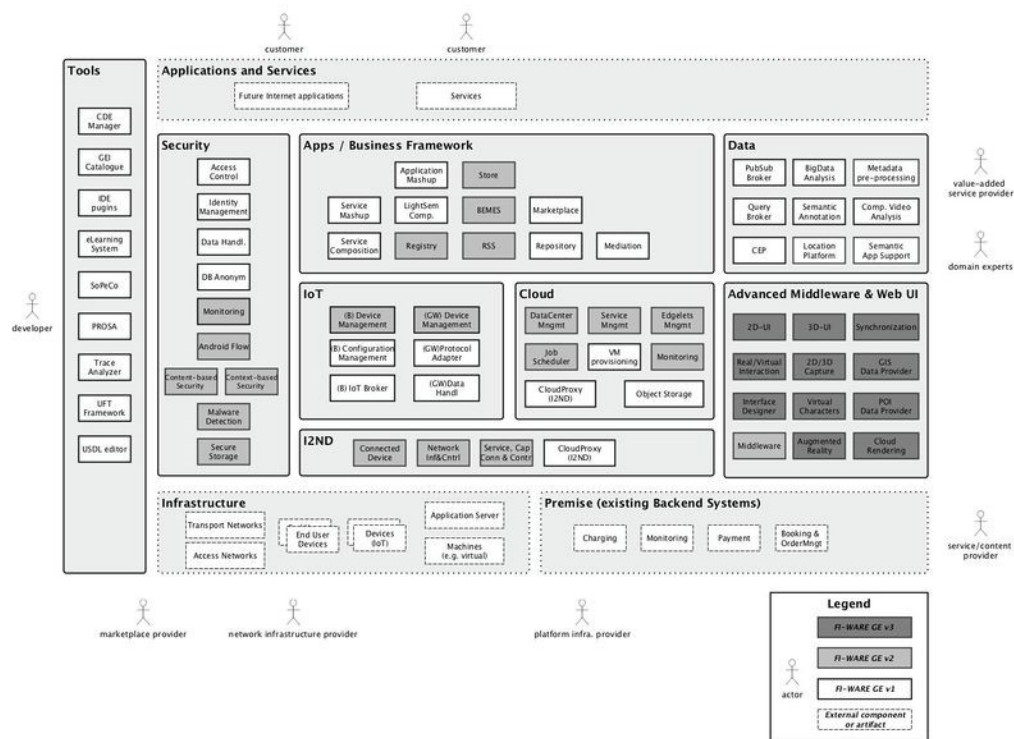 customer
customer
Tools
CDE
Manager
GEI
Catalogue
IDE
pugins
eLearning
System
SoPeCo
PROSA
Trace
Analyzer
UFT
Framework
USDL editor
developer
Applications and Services
Future Internet applications
Services
Security
Access
Control
Identity
Management
Data Handl.
DB Anonym
Monitoring
Android Flow
Content-based
Security
Context-based
Security
Malware
Detection
Secure
Storage
Apps / Business Framework
Application
Mashup
Store
Service
Mashup
LightSem
Comp.
BEMES
Marketplace
Service
Composition
Registry
RSS
Repository
Mediation
Data
PubSub
Broker
BigData
Analysis
Metadata
pre-processing
Query
Broker
Semantic
Annotation
Comp. Video
Analysis
CEP
Location
Platform
Semantic
App Support
value-added
service provider
domain experts
IoT
(B) Device
Management
(GW) Device
Management
(B) Configuration
Management
(GW)Protocol
Adapter
(B) IoT Broker
(GW)Data
Handl
Cloud
DataCenter
Mngmt
Service
Mngmt
Edgelets
Mngmt
Job
Scheduler
VM
provisioning
Monitoring
CloudProxy
(I2ND)
Object Storage
Advanced Middleware & Web UI
2D-UI
3D-UI
Synchronization
Real/Virtual
Interaction
2D/3D
Capture
GIS
Data Provider
Interface
Designer
Virtual
Characters
POI
Data Provider
Middleware
Augmented
Reality
Cloud
Rendering
I2ND
Connected
Device
Network
Inf&Cntrl
Service, Cap
Conn & Contr
CloudProxy
(I2ND)
Infrastructure
Transport Networks
Access Networks
End User
Devices
Devices
(IoT)
Application Server
Machines
(e.g. virtual)
Premise (existing Backend Systems)
Charging
Monitoring
Payment
Booking &
OrderMngt
service/content
provider
marketplace provider
network infrastructure provider
platform infra. provider
Legend
FI-WARE GE v3
FI-WARE GE v2
FI-WARE GE v1
External component
or artifact
actor